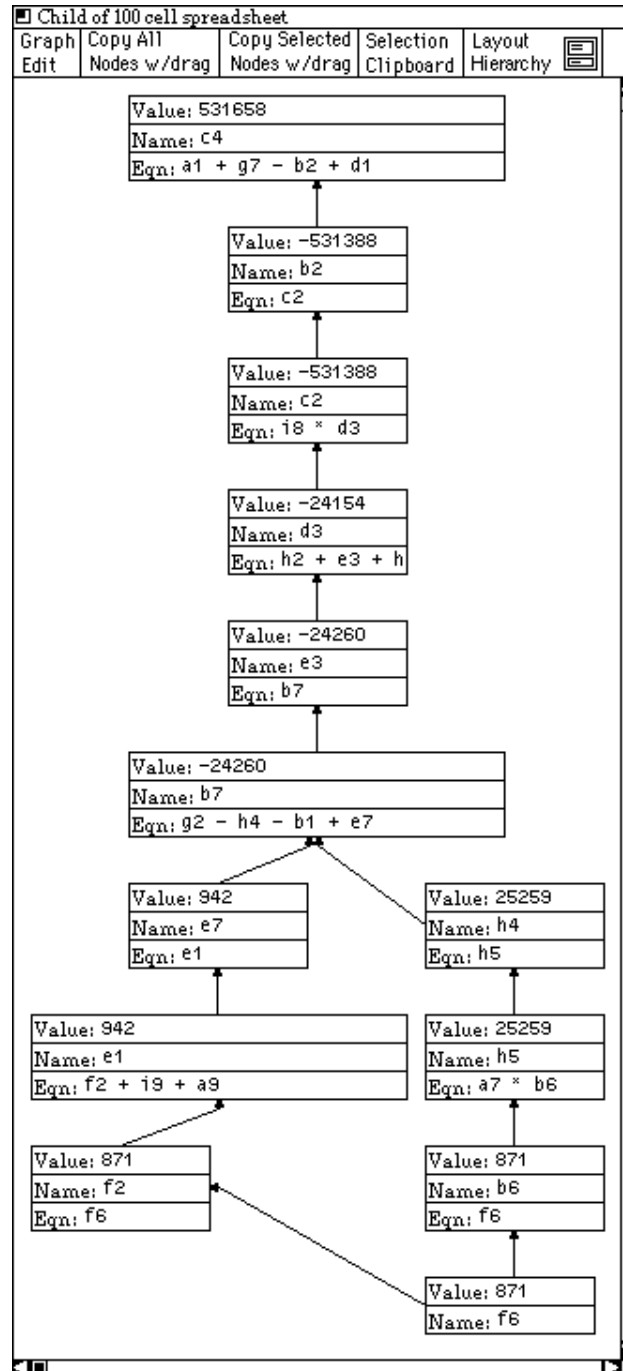 Child of 100 cell spreadsheet
Graph Copy All Copy Selected Selection Layout
Edit Nodes w/drag Nodes w/drag Clipboard Hierarchy
Value: 531658
Name: c4
Eqn: a1 + g7 - b2 + d1
Value: -531388
Name: b2
Eqn: c2
Value: -531388
Name: c2
Eqn: i8 * d3
Value: -24154
Name: d3
Eqn: h2 + e3 + h
Value: -24260
Name: e3
Eqn: b7
Value: -24260
Name: b7
Eqn: g2 - h4 - b1 + e7
Value: 942
Name: e7
Eqn: e1
Value: 25259
Name: h4
Eqn: h5
Value: 942
Name: e1
Eqn: f2 + i9 + a9
Value: 25259
Name: h5
Eqn: a7 * b6
Value: 871
Name: f2
Eqn: f6
Value: 871
Name: b6
Eqn: f6
Value: 871
Name: f6